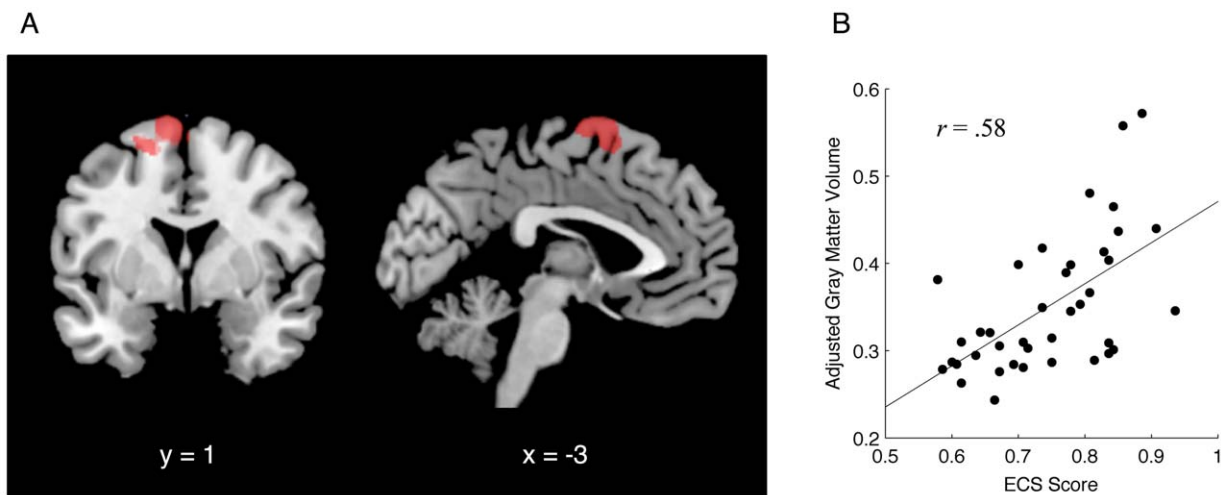 A
y = 1
x = -3
B
r = .58
Adjusted Gray Matter Volume
0.6
0.5
0.4
0.3
0.2
0.5 0.6 0.7 0.8 0.9 1
ECS Score